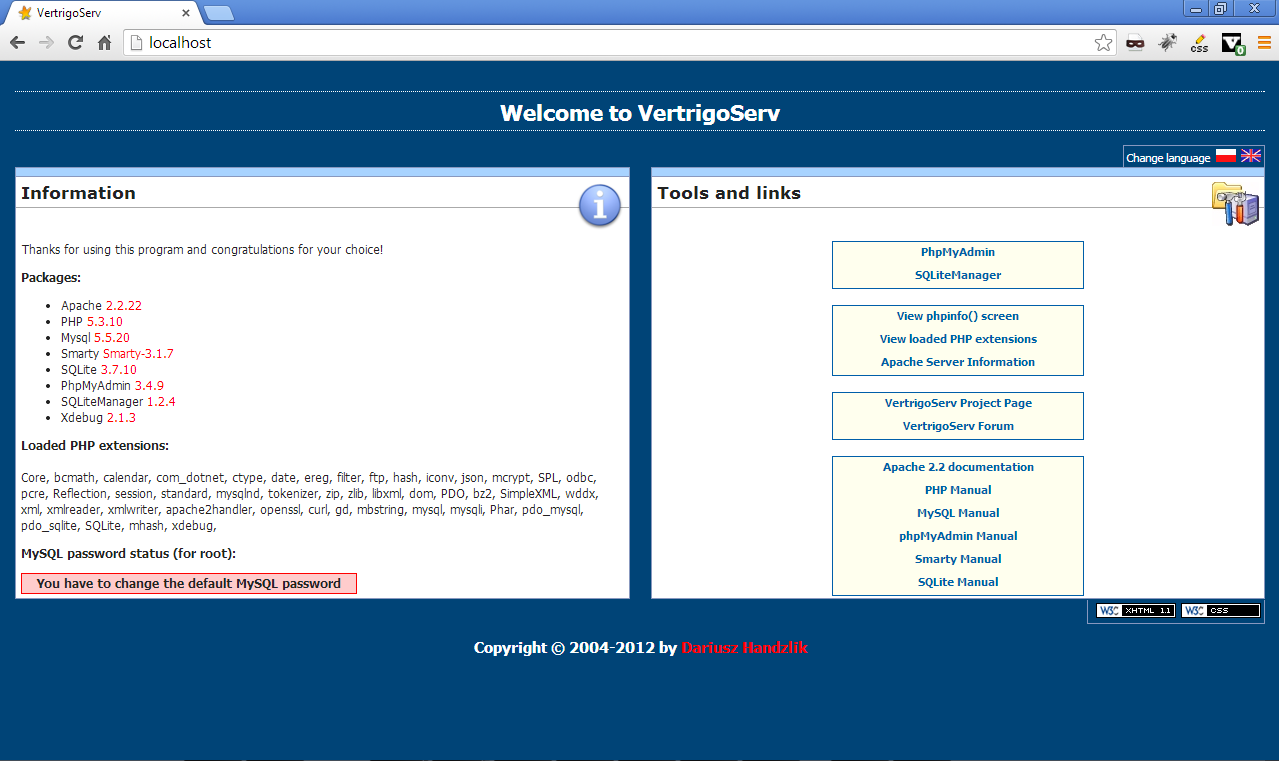 VertrigoServ
localhost
css
0
Welcome to VertrigoServ
Change language
Information
Thanks for using this program and congratulations for your choice!
Packages:
Apache 2.2.22
PHP 5.3.10
Mysql 5.5.20
Smarty Smarty-3.1.7
SQLite 3.7.10
PhpMyAdmin 3.4.9
SQLiteManager 1.2.4
Xdebug 2.1.3
Loaded PHP extensions:
Core, bcmath, calendar, com_dotnet, ctype, date, ereg, filter, ftp, hash, iconv, json, mcrypt, SPL, odbc,
pcre, Reflection, session, standard, mysqlnd, tokenizer, zip, zlib, libxml, dom, PDO, bz2, SimpleXML, wddx,
xml, xmlreader, xmlwriter, apache2handler, openssl, curl, gd, mbstring, mysql, mysqli, Phar, pdo_mysql,
pdo_sqlite, SQLite, mhash, xdebug,
MySQL password status (for root):
You have to change the default MySQL password
Tools and links
PhpMyAdmin
SQLiteManager
View phpinfo() screen
View loaded PHP extensions
Apache Server Information
VertrigoServ Project Page
VertrigoServ Forum
Apache 2.2 documentation
PHP Manual
MySQL Manual
phpMyAdmin Manual
Smarty Manual
SQLite Manual
W3C XHTML 1.1
W3C CSS
Copyright © 2004-2012 by Dariusz Handzlik